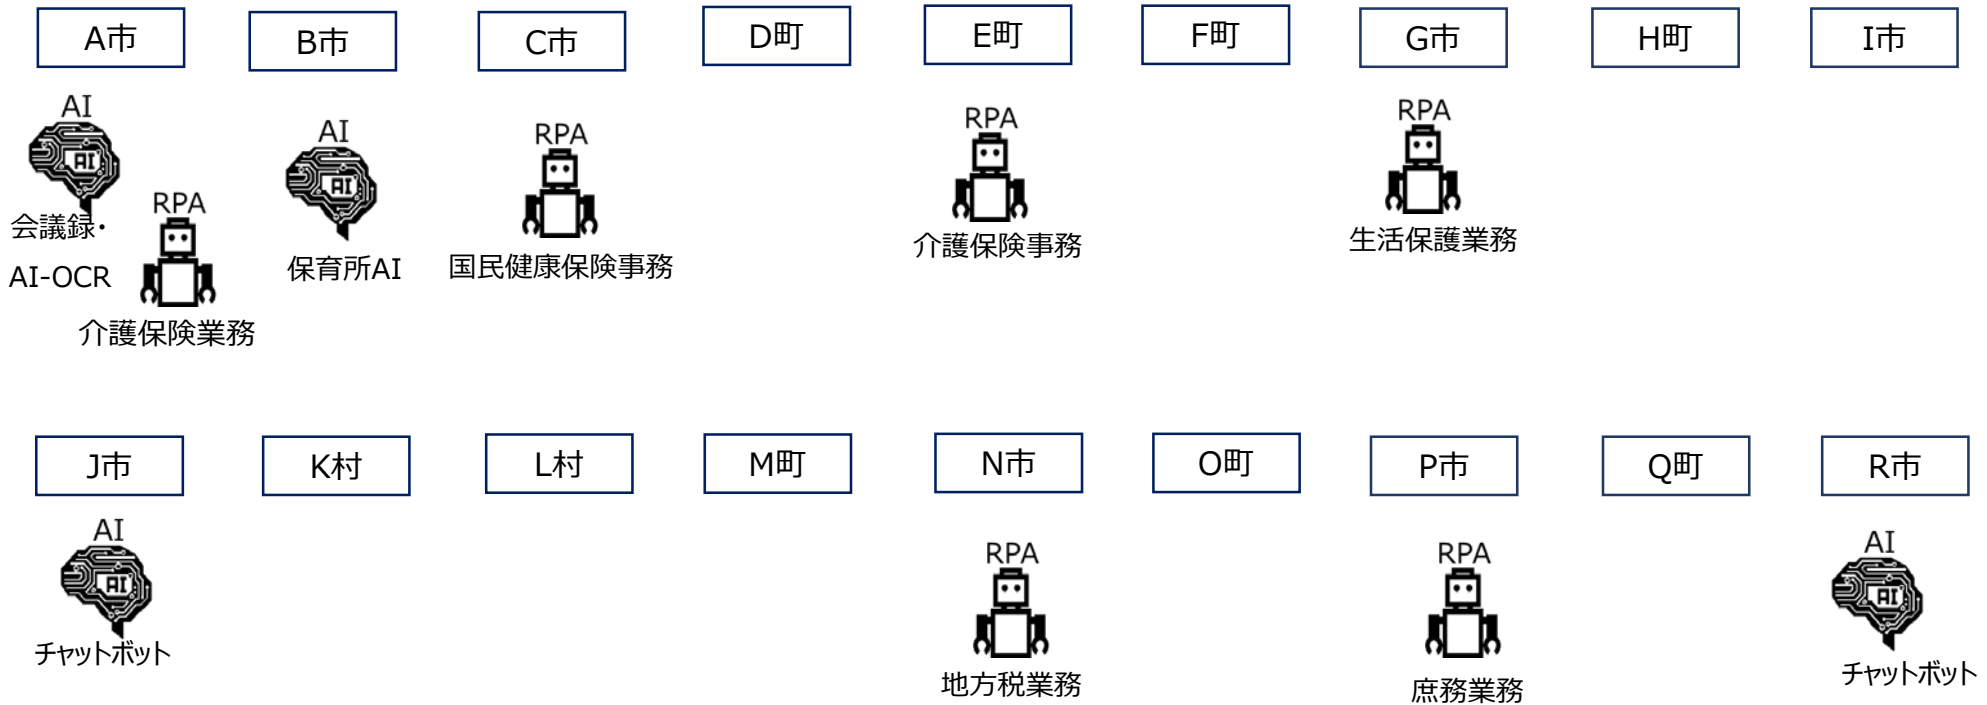 A市
B市
C市
D町
E町
F町
G市
H町
I市
AI
AI
会議録・
AI-OCR
RPA
介護保険業務
AI
AI
保育所AI
RPA
国民健康保険事務
RPA
介護保険事務
RPA
生活保護業務
J市
K村
L村
M町
N市
O町
P市
Q町
R市
AI
AI
チャットボット
RPA
地方税業務
RPA
庶務業務
AI
AI
チャットボット